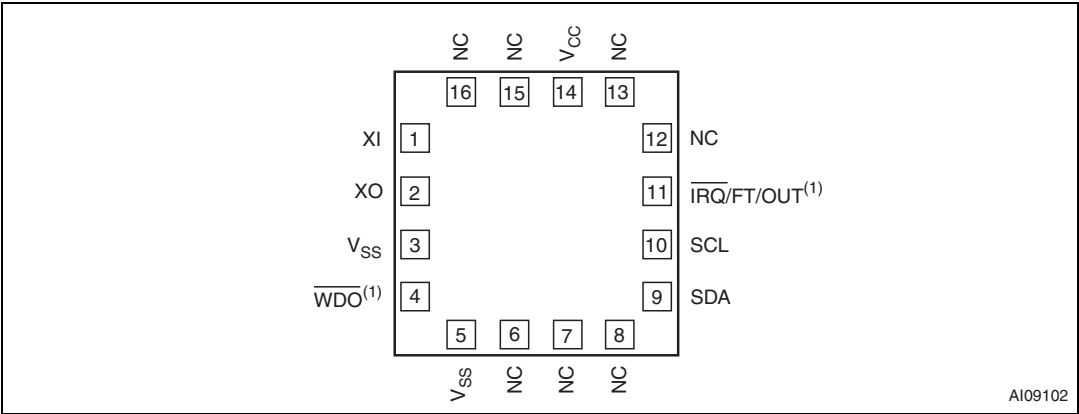 NC NC VCC NC
16 15 14 13
XI 1 12 NC
XO 2 11 IRQ/FT/OUT(1)
VSS 3 10 SCL
WDO(1) 4 9 SDA
5 6 7 8
VSS NC NC NC
AI09102